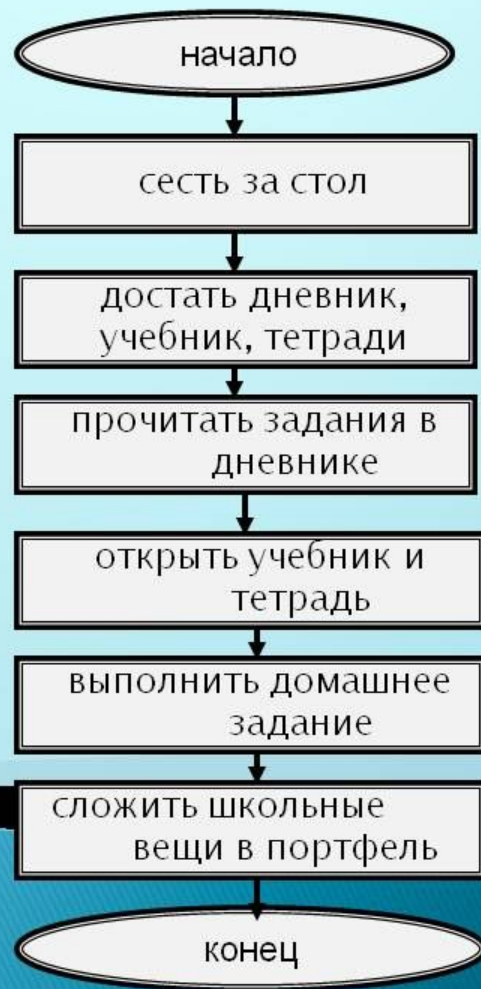 начало
сесть за стол
достать дневник,
учебник, тетради
прочитать задания в
дневнике
открыть учебник и
тетрадь
выполнить домашнее
задание
сложить школьные
вещи в портфель
конец